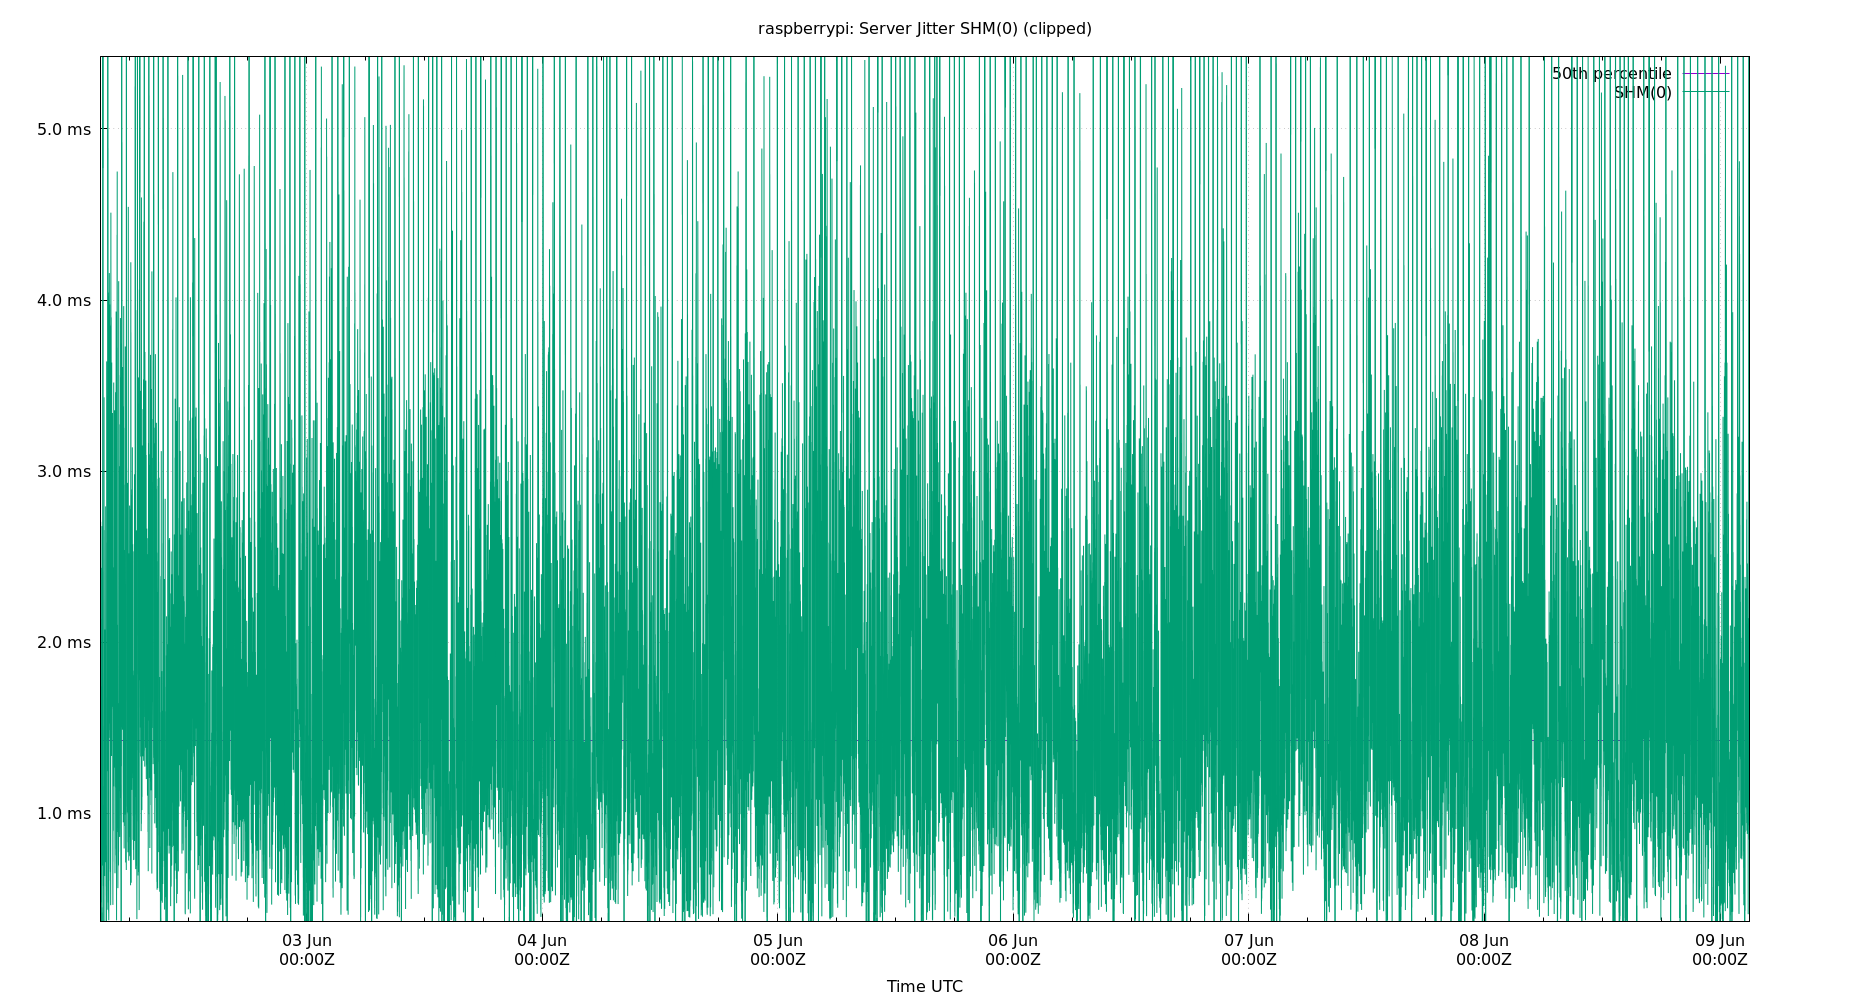 raspberrypi: Server Jitter SHM(0) (clipped)
50th percentile
SHM(0)
5.0 ms
4.0 ms
3.0 ms
2.0 ms
1.0 ms
03 Jun 04 Jun 05 Jun 06 Jun 07 Jun 08 Jun 09 Jun
00:00Z 00:00Z 00:00Z 00:00Z 00:00Z 00:00Z 00:00Z
Time UTC